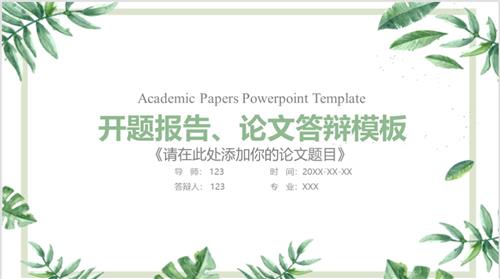 Academic Papers Powerpoint Template
开题报告、论文答辩模板
《请在此处添加你的论文题目》
导 师： 123 时 间：20XX-XX-XX
答辩人： 123 专 业：XXX